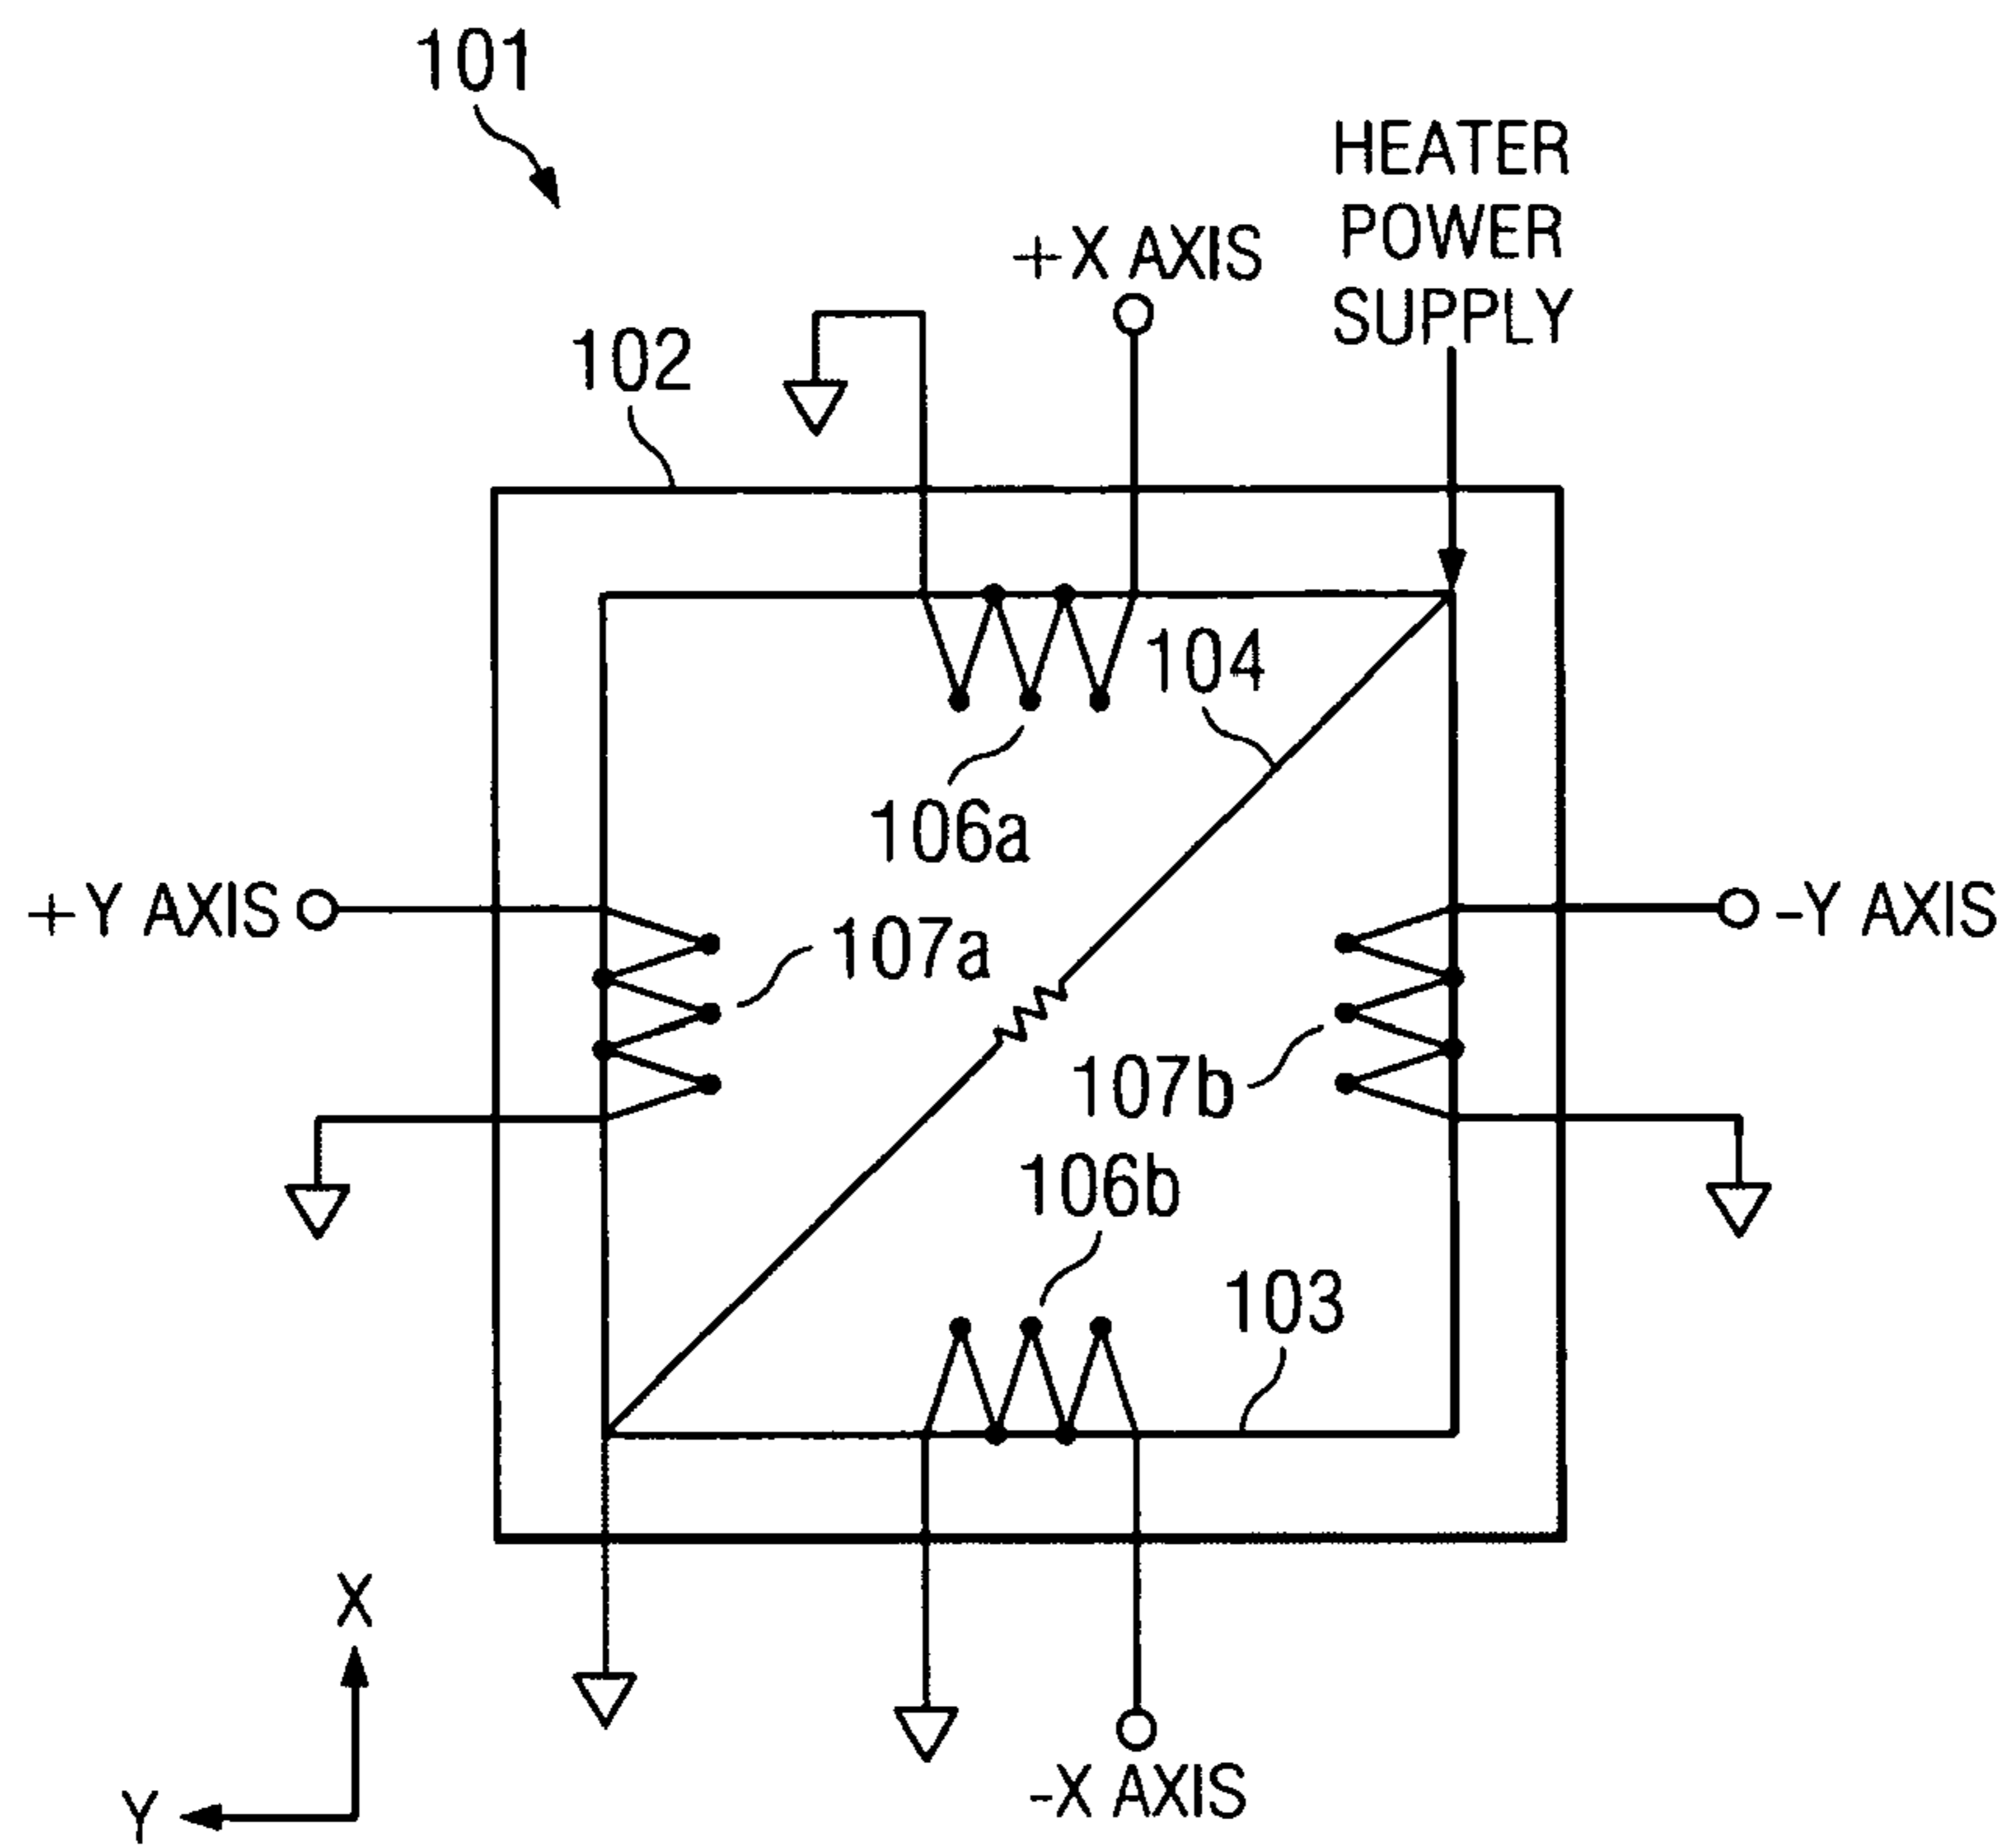 101
HEATER
POWER
SUPPLY
+X AXIS
102
104
106a
+Y AXIS
107a
-Y AXIS
107b
106b
103
X
-X AXIS
Y